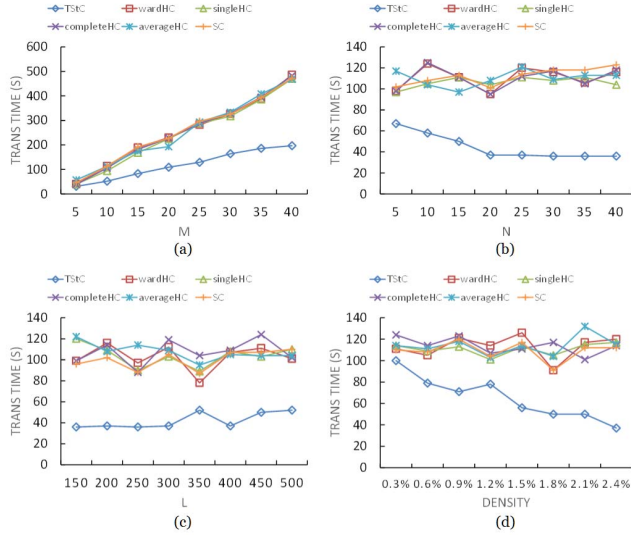 TStC wardHC singleHC
completeHC averageHC SC
600
500
400
300
200
100
0
TRANS TIME (S)
5 10 15 20 25 30 35 40
M
(a)
TStC wardHC singleHC
completeHC averageHC SC
140
120
100
80
60
40
20
0
TRANS TIME (S)
5 10 15 20 25 30 35 40
N
(b)
TStC wardHC singleHC
completeHC averageHC SC
140
120
100
80
60
40
20
0
TRANS TIME (S)
150 200 250 300 350 400 450 500
L
(c)
TStC wardHC singleHC
completeHC averageHC SC
140
120
100
80
60
40
20
0
TRANS TIME (S)
0.3% 0.6% 0.9% 1.2% 1.5% 1.8% 2.1% 2.4%
DENSITY
(d)